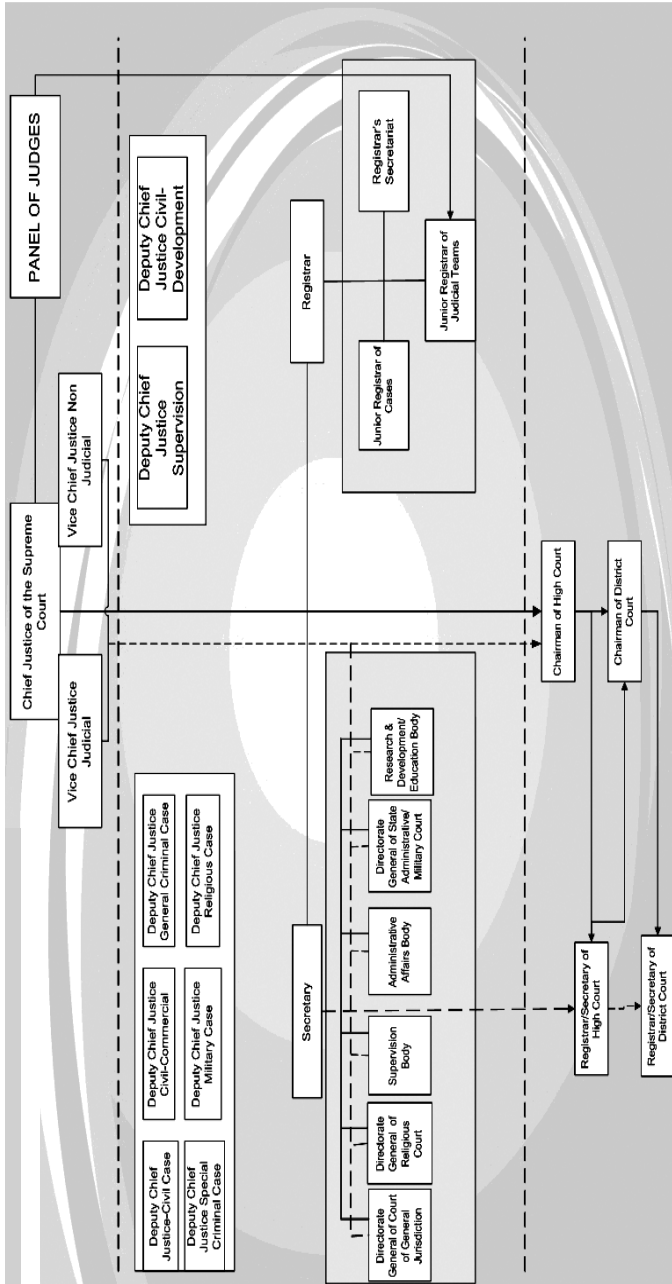 PANEL OF JUDGES
Chief Justice of the Supreme
Court
Vice Chief Justice
Judicial
Vice Chief Justice Non
Judicial
Deputy Chief
Justice-Civil Case
Deputy Chief Justice
Civil-Commercial
Deputy Chief Justice
General Criminal Case
Deputy Chief
Justice Special
Criminal Case
Deputy Chief Justice
Military Case
Deputy Chief Justice
Religious Case
Deputy Chief
Justice
Supervision
Deputy Chief
Justice Civil-
Development
Secretary
Registrar
Directorate
General of Court
of General
Jurisdiction
Directorate
General of
Religious
Court
Supervision
Body
Administrative
Affairs Body
Directorate
General of State
Administrative/
Military Court
Research &
Development/
Education Body
Junior Registrar of
Cases
Registrar's
Secretariat
Junior Registrar of
Judicial Teams
Chairman of High Court
Registrar/Secretary of
High Court
Chairman of District
Court
Registrar/Secretary of
District Court